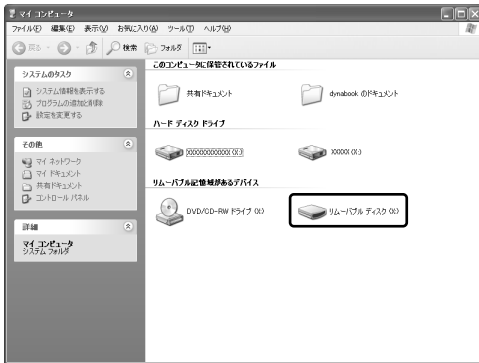 マイ コンピュータ
ファイル(F) 編集(E) 表示(V) お気に入り(A) ツール(T) ヘルプ(H)
戻る 検索 フォルダ
システムのタスク
システム情報を表示する
プログラムの追加と削除
設定を変更する
その他
マイ ネットワーク
マイ ドキュメント
共有ドキュメント
コントロール パネル
詳細
マイ コンピュータ
システム フォルダ
このコンピュータに保管されているファイル
共有ドキュメント dynabook のドキュメント
ハード ディスク ドライブ
XXXXXXXXXXX (X:) XXXXX (X:)
リムーバブル記憶域があるデバイス
DVD/CD-RW ドライブ (X:) リムーバブル ディスク (X:)